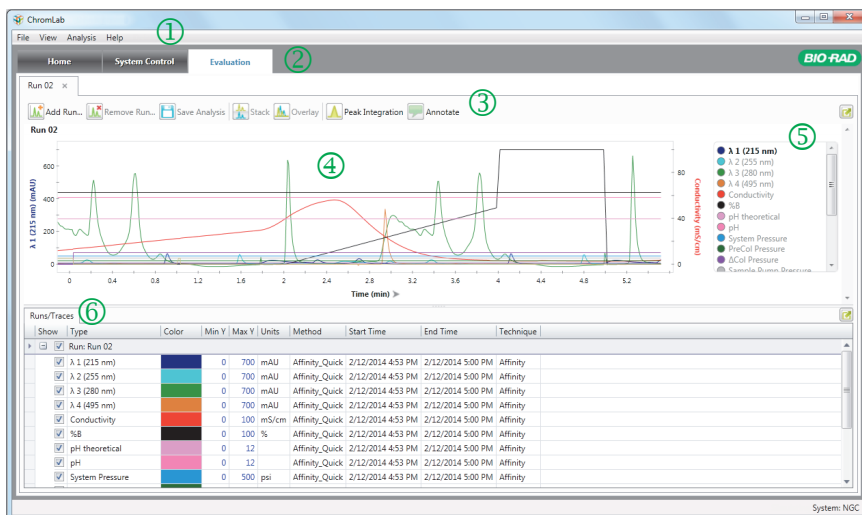 ChromLab
File View Analysis Help ①
Home System Control Evaluation ② BIO-RAD
Run 02 ×
Add Run... Remove Run... Save Analysis Stack Overlay Peak Integration Annotate ③
Run 02
⑤
④
λ 1 (215 nm)
λ 2 (255 nm)
λ 3 (280 nm)
λ 4 (495 nm)
Conductivity
%B
pH theoretical
pH
System Pressure
PreCol Pressure
ΔCol Pressure
Sample Pump Pressure
λ 1 (215 nm) (mAU)
600
400
200
0
Conductivity (mS/cm)
80
40
0
0 0.4 0.8 1.2 1.6 2 2.4 2.8 3.2 3.6 4 4.4 4.8 5.2
Time (min)
⑥
Runs/Traces
Show Type Color Min Y Max Y Units Method Start Time End Time Technique
Run: Run 02
λ 1 (215 nm) 0 700 mAU Affinity_Quick 2/12/2014 4:53 PM 2/12/2014 5:00 PM Affinity
λ 2 (255 nm) 0 700 mAU Affinity_Quick 2/12/2014 4:53 PM 2/12/2014 5:00 PM Affinity
λ 3 (280 nm) 0 700 mAU Affinity_Quick 2/12/2014 4:53 PM 2/12/2014 5:00 PM Affinity
λ 4 (495 nm) 0 700 mAU Affinity_Quick 2/12/2014 4:53 PM 2/12/2014 5:00 PM Affinity
Conductivity 0 100 mS/cm Affinity_Quick 2/12/2014 4:53 PM 2/12/2014 5:00 PM Affinity
%B 0 100 % Affinity_Quick 2/12/2014 4:53 PM 2/12/2014 5:00 PM Affinity
pH theoretical 0 12 Affinity_Quick 2/12/2014 4:53 PM 2/12/2014 5:00 PM Affinity
pH 0 12 Affinity_Quick 2/12/2014 4:53 PM 2/12/2014 5:00 PM Affinity
System Pressure 0 500 psi Affinity_Quick 2/12/2014 4:53 PM 2/12/2014 5:00 PM Affinity
System: NGC